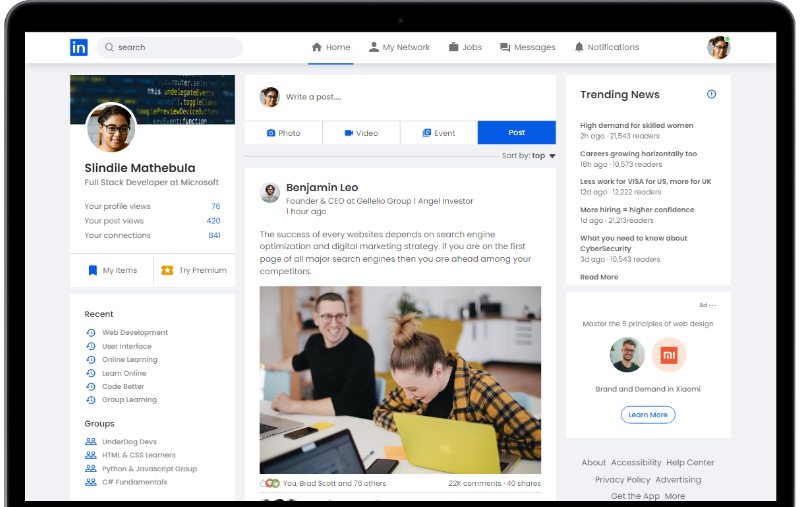 in
search
Home
My Network
Jobs
Messages
Notifications
c.router.selecte
this.undelegateEvents
").toggleClass
.mapPreviewDeviceButton
ev;event:function(
Slindile Mathebula
Full Stack Developer at Microsoft
Your profile views 76
Your post views 420
Your connections 841
My Items
Try Premium
Recent
Web Development
User Interface
Online Learning
Learn Online
Code Better
Group Learning
Groups
UnderDog Devs
HTML & CSS Learners
Python & Javascript Group
C# Fundamentals
Write a post....
Photo
Video
Event
Post
Sort by: top
Benjamin Leo
Founder & CEO at Gellelio Group | Angel Investor
1 hour ago
The success of every websites depends on search engine
optimization and digital marketing strategy. if you are on the first
page of all major search engines then you are ahead among your
competitors.
You, Brad Scott and 76 others
22K comments · 40 shares
Trending News
High demand for skilled women
2h ago · 21,543 readers
Careers growing horizontally too
16h ago · 10,573 readers
Less work for VISA for US, more for UK
12d ago · 12,222 readers
More hiring = higher confidence
1d ago · 21,213readers
What you need to know about
CyberSecurity
3d ago · 10,543 readers
Read More
Ad ···
Master the 5 principles of web design
mi
Brand and Demand in Xiaomi
Learn More
About Accessibility Help Center
Privacy Policy Advertising
Get the App More